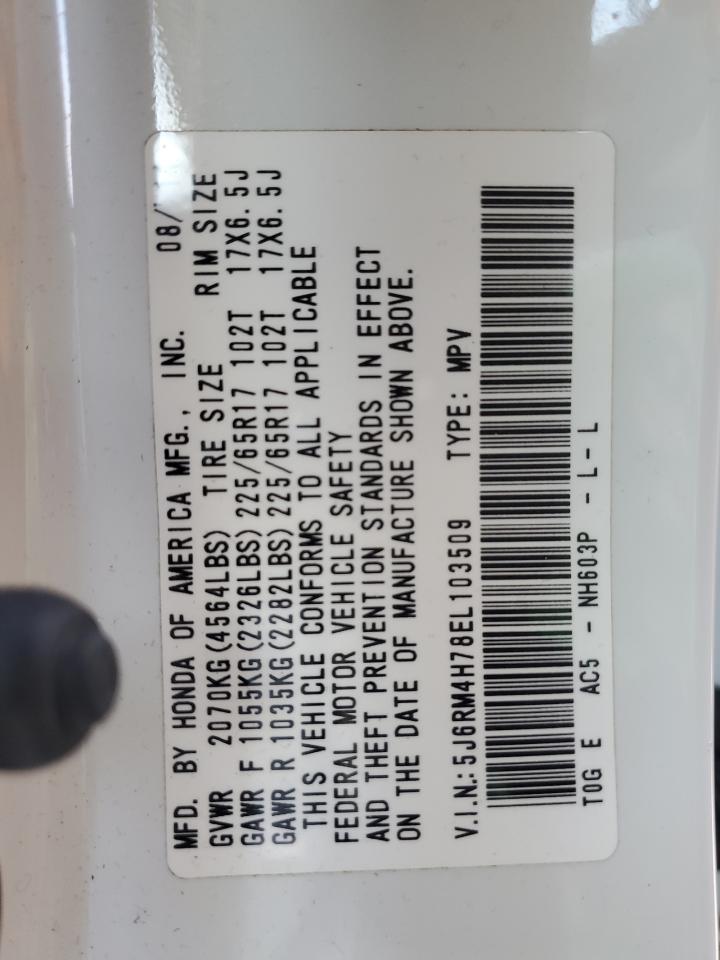 MFD. BY HONDA OF AMERICA MFG., INC. 08/
GVWR 2070KG(4564LBS) TIRE SIZE RIM SIZE
GAWR F 1055KG(2326LBS) 225/65R17 102T 17X6.5J
GAWR R 1035KG(2282LBS) 225/65R17 102T 17X6.5J
THIS VEHICLE CONFORMS TO ALL APPLICABLE
FEDERAL MOTOR VEHICLE SAFETY
AND THEFT PREVENTION STANDARDS IN EFFECT
ON THE DATE OF MANUFACTURE SHOWN ABOVE.
V.I.N.:5J6RM4H78EL103509 TYPE: MPV
T0G E AC5 - NH603P - L - L